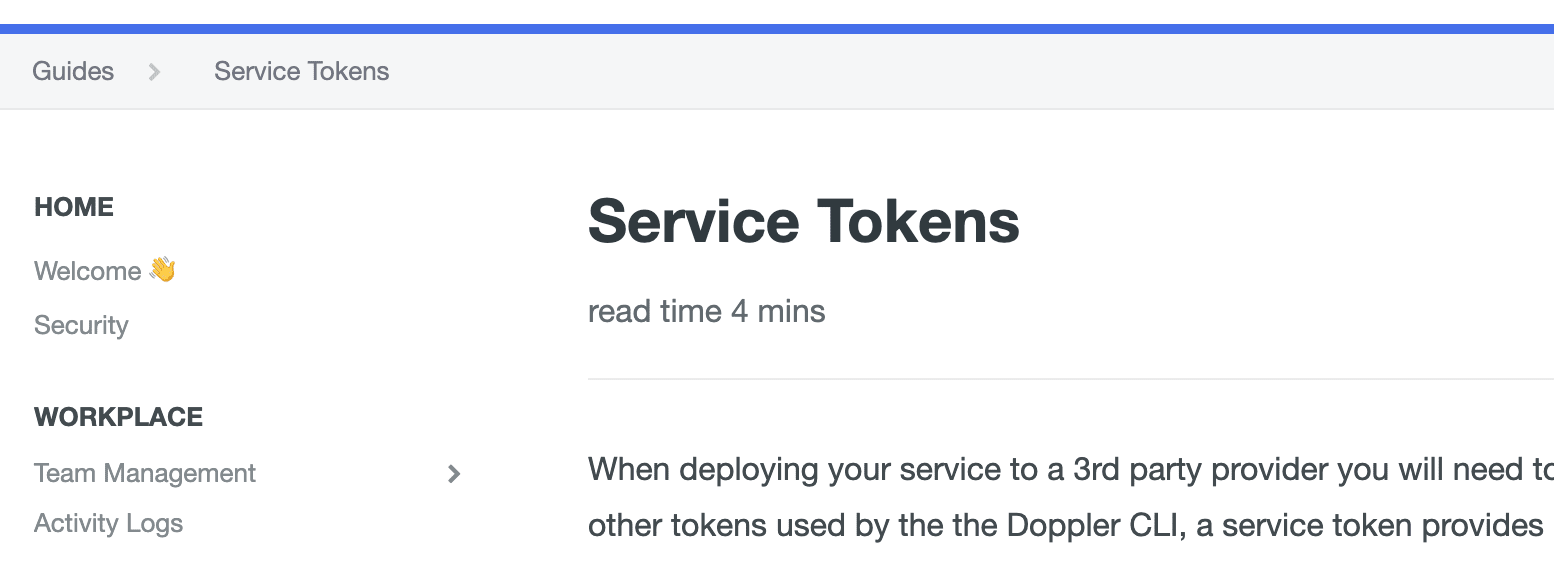 Guides > Service Tokens
HOME
Welcome 👋
Security
WORKPLACE
Team Management
Activity Logs
Service Tokens
read time 4 mins
When deploying your service to a 3rd party provider you will need to
other tokens used by the the Doppler CLI, a service token provides